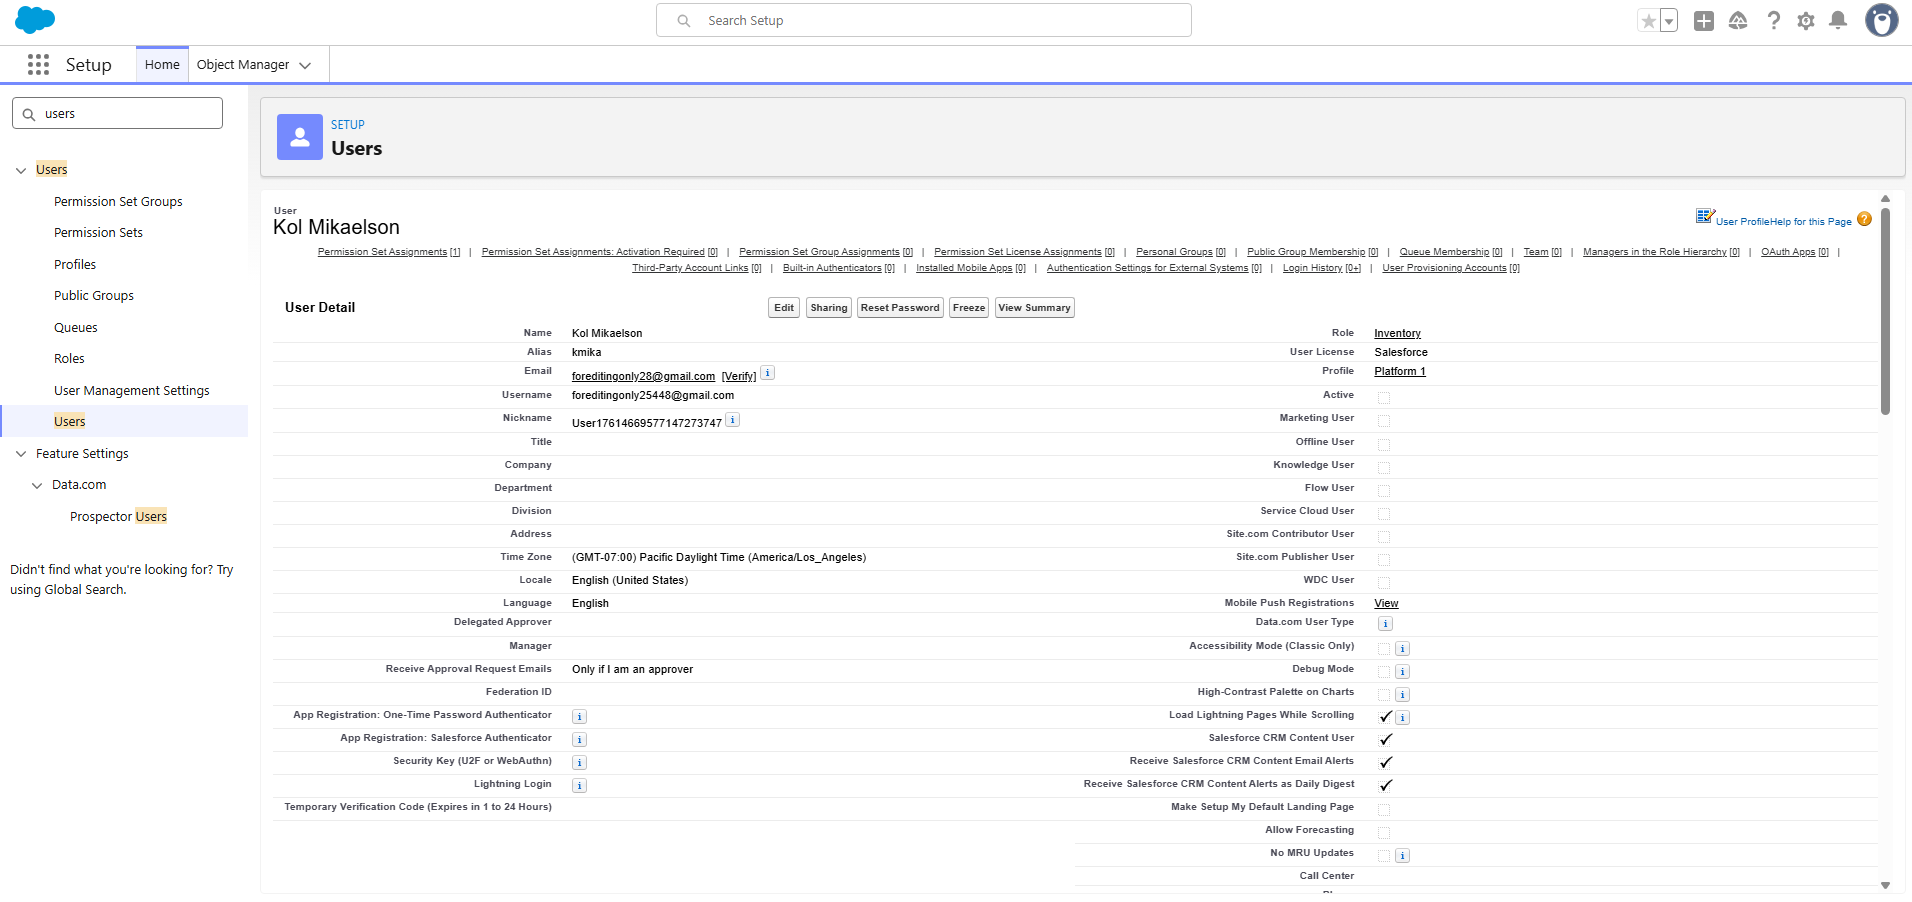 Search Setup
Setup
Home
Object Manager
users
Users
Permission Set Groups
Permission Sets
Profiles
Public Groups
Queues
Roles
User Management Settings
Users
Feature Settings
Data.com
Prospector Users
Didn't find what you're looking for? Try
using Global Search.
SETUP
Users
User
Kol Mikaelson
User Profile Help for this Page
Permission Set Assignments [1] | Permission Set Assignments: Activation Required [0] | Permission Set Group Assignments [0] | Permission Set License Assignments [0] | Personal Groups [0] | Public Group Membership [0] | Queue Membership [0] | Team [0] | Managers in the Role Hierarchy [0] | OAuth Apps [0] |
Third-Party Account Links [0] | Built-in Authenticators [0] | Installed Mobile Apps [0] | Authentication Settings for External Systems [0] | Login History [0+] | User Provisioning Accounts [0]
User Detail
Edit Sharing Reset Password Freeze View Summary
Name Kol Mikaelson Role Inventory
Alias kmika User License Salesforce
Email foreditingonly28@gmail.com [Verify] i Profile Platform 1
Username foreditingonly25448@gmail.com Active
Nickname User17614669577147273747 i Marketing User
Title Offline User
Company Knowledge User
Department Flow User
Division Service Cloud User
Address Site.com Contributor User
Time Zone (GMT-07:00) Pacific Daylight Time (America/Los_Angeles) Site.com Publisher User
Locale English (United States) WDC User
Language English Mobile Push Registrations View
Delegated Approver Data.com User Type i
Manager Accessibility Mode (Classic Only) i
Receive Approval Request Emails Only if I am an approver Debug Mode i
Federation ID High-Contrast Palette on Charts i
App Registration: One-Time Password Authenticator i Load Lightning Pages While Scrolling i
App Registration: Salesforce Authenticator i Salesforce CRM Content User
Security Key (U2F or WebAuthn) i Receive Salesforce CRM Content Email Alerts
Lightning Login i Receive Salesforce CRM Content Alerts as Daily Digest
Temporary Verification Code (Expires in 1 to 24 Hours) Make Setup My Default Landing Page
Allow Forecasting
No MRU Updates i
Call Center